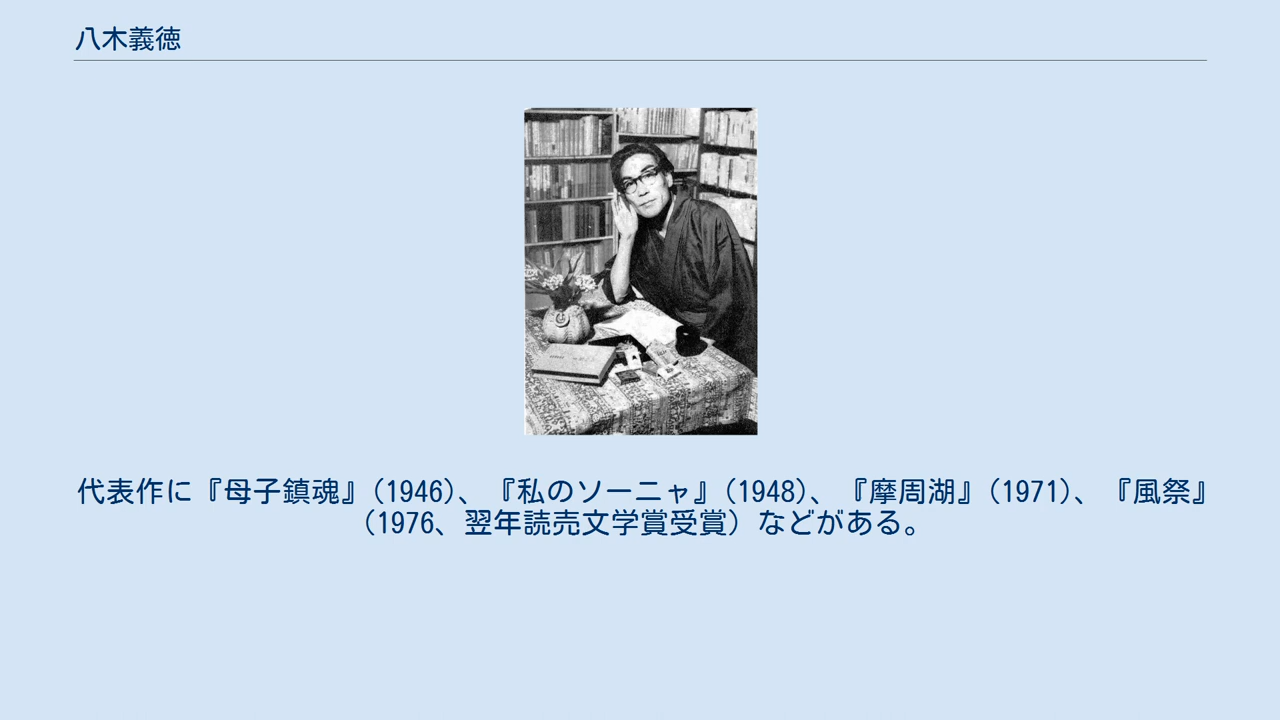 八木義徳
代表作に『母子鎮魂』（1946）、『私のソーニャ』（1948）、『摩周湖』（1971）、『風祭』
（1976、翌年読売文学賞受賞）などがある。